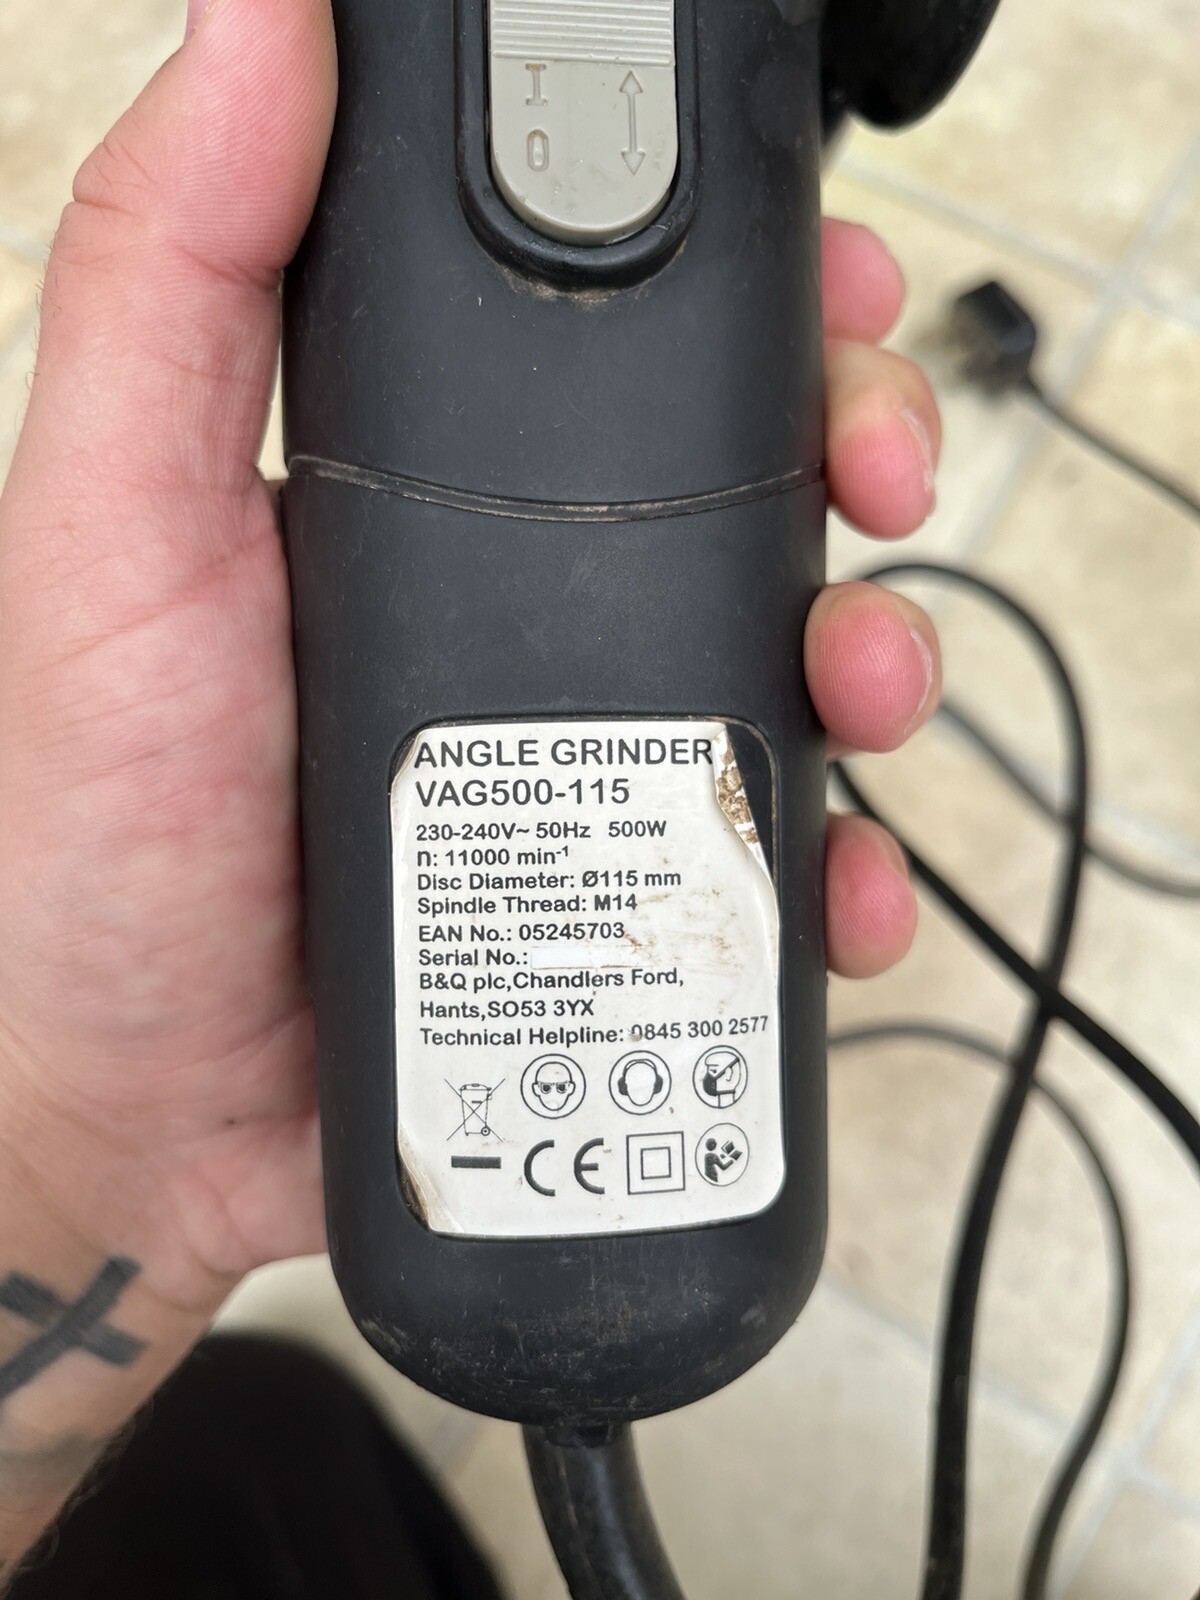 I
0
ANGLE GRINDER
VAG500-115
230-240V~ 50Hz 500W
n: 11000 min⁻¹
Disc Diameter: Ø115 mm
Spindle Thread: M14
EAN No.: 05245703
Serial No.:
B&Q plc,Chandlers Ford,
Hants,SO53 3YX
Technical Helpline: 0845 300 2577
CE